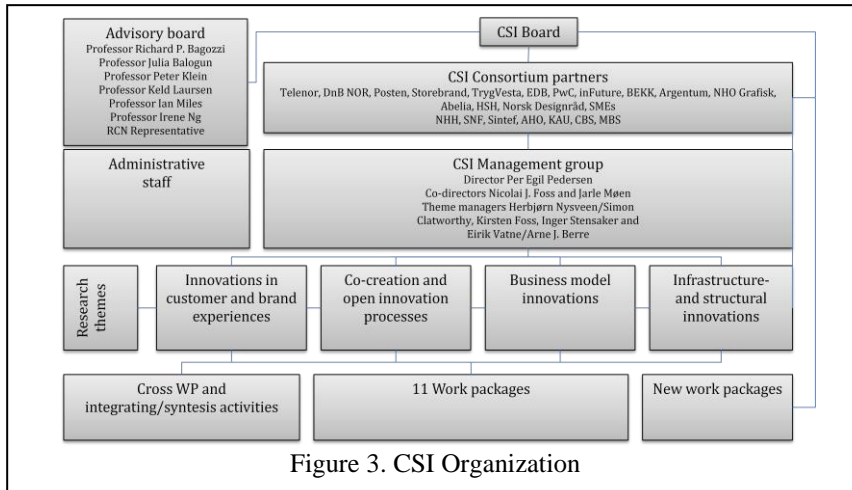 Advisory board
Professor Richard P. Bagozzi
Professor Julia Balogun
Professor Peter Klein
Professor Keld Laursen
Professor Ian Miles
Professor Irene Ng
RCN Representative
CSI Board
CSI Consortium partners
Telenor, DnB NOR, Posten, Storebrand, TrygVesta, EDB, PwC, inFuture, BEKK, Argentum, NHO Grafisk,
Abelia, HSH, Norsk Designråd, SMEs
NHH, SNF, Sintef, AHO, KAU, CBS, MBS
Administrative
staff
CSI Management group
Director Per Egil Pedersen
Co-directors Nicolai J. Foss and Jarle Møen
Theme managers Herbjørn Nysveen/Simon
Clatworthy, Kirsten Foss, Inger Stensaker and
Eirik Vatne/Arne J. Berre
Research
themes
Innovations in
customer and brand
experiences
Co-creation and
open innovation
processes
Business model
innovations
Infrastructure-
and structural
innovations
Cross WP and
integrating/syntesis activities
11 Work packages
New work packages
Figure 3. CSI Organization